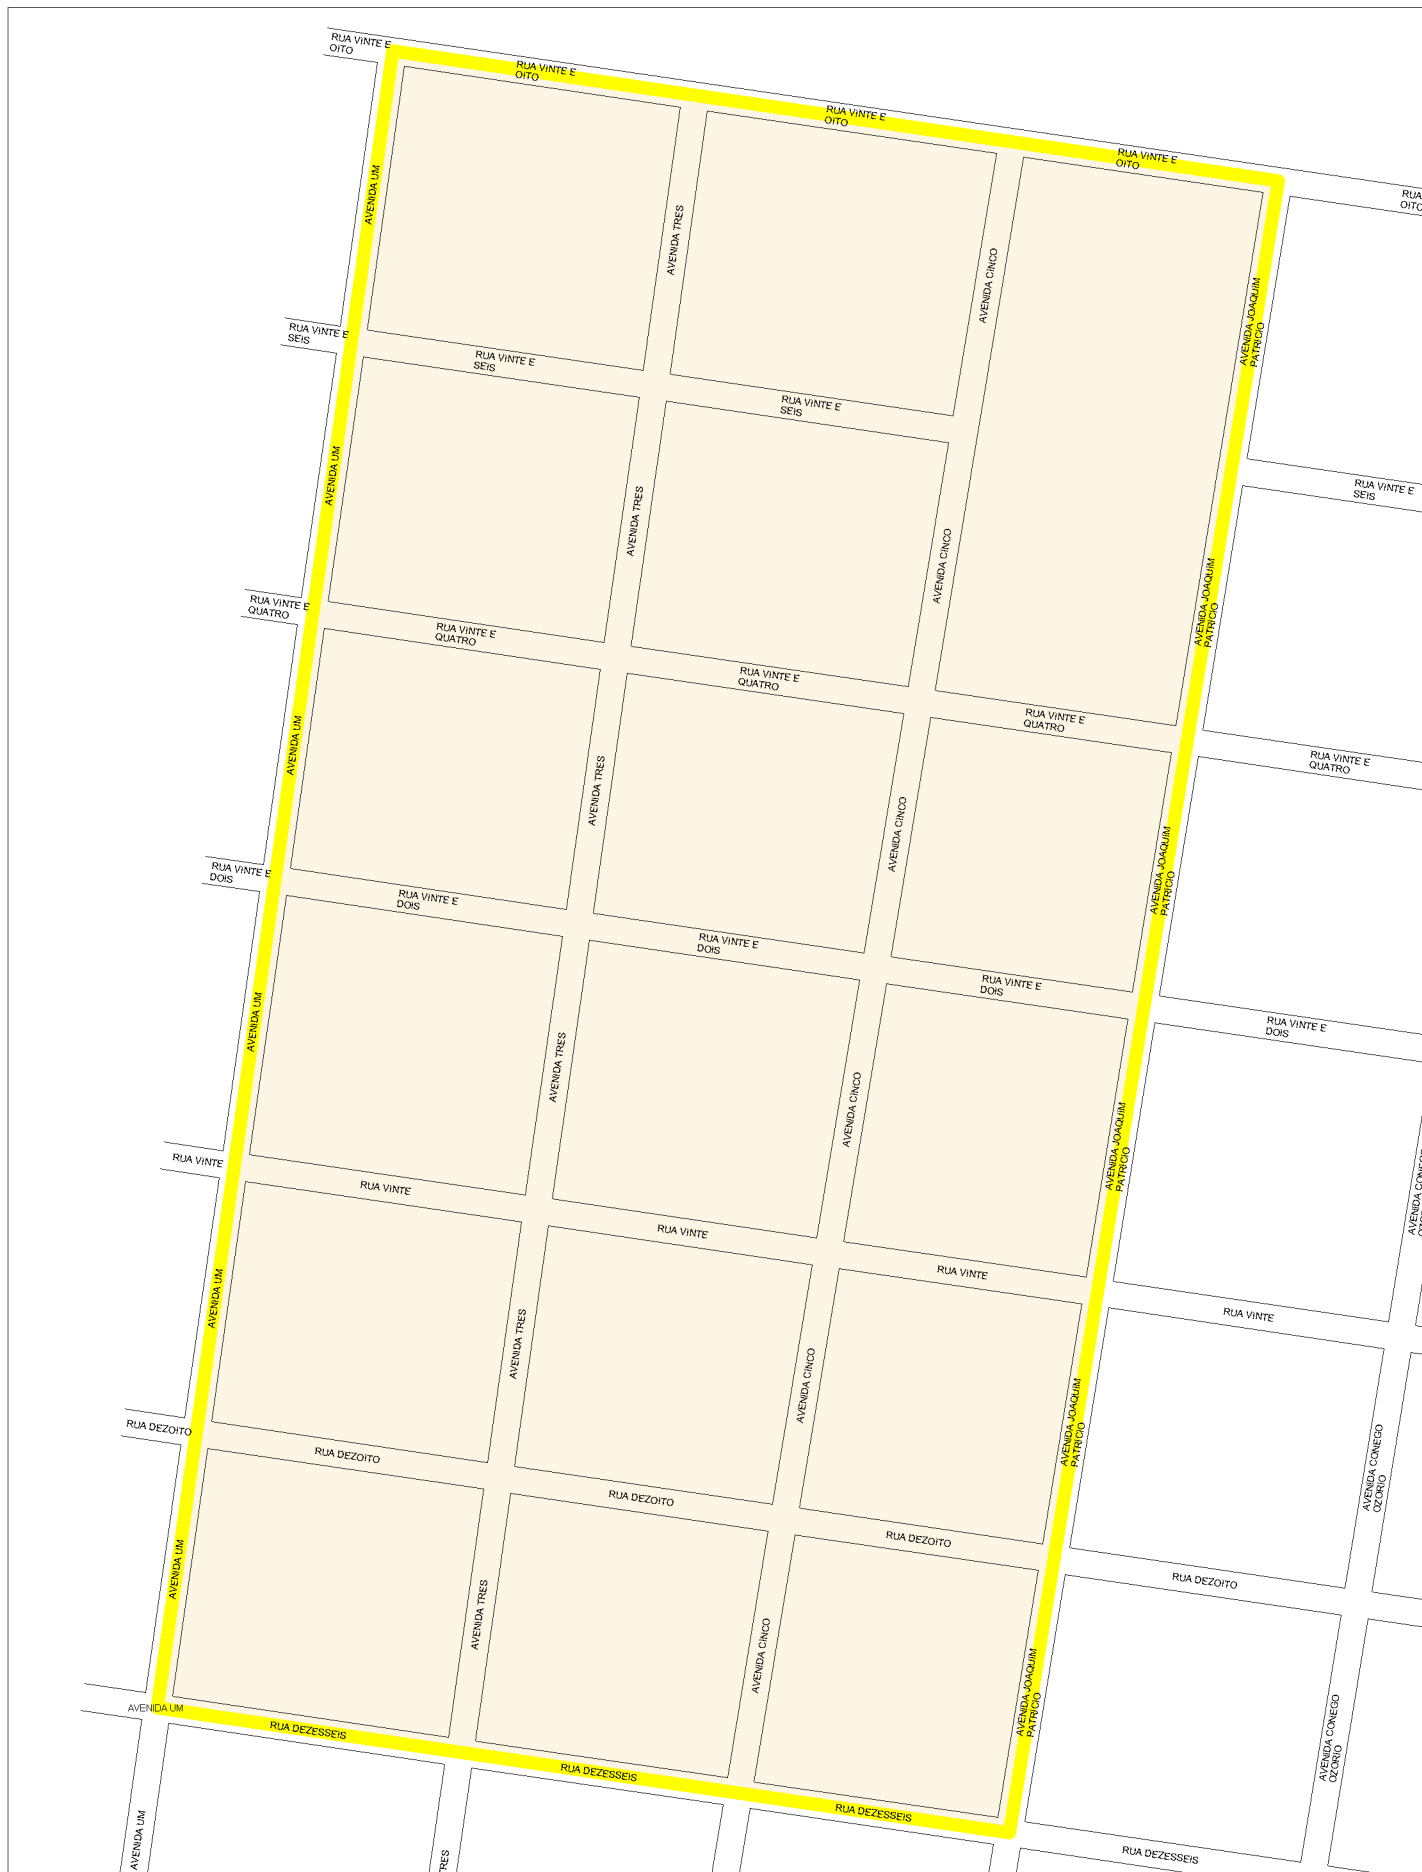 RUA VINTE E
OITO
RUA VINTE E
OITO
RUA VINTE E
OITO
RUA VINTE E
OITO
RUA
OITO
AVENIDA UM
AVENIDA TRES
AVENIDA CINCO
AVENIDA JOAQUIM
PATRICIO
RUA VINTE E
SEIS
RUA VINTE E
SEIS
RUA VINTE E
SEIS
RUA VINTE E
SEIS
AVENIDA UM
AVENIDA TRES
AVENIDA CINCO
AVENIDA JOAQUIM
PATRICIO
RUA VINTE E
QUATRO
RUA VINTE E
QUATRO
RUA VINTE E
QUATRO
RUA VINTE E
QUATRO
RUA VINTE E
QUATRO
AVENIDA UM
AVENIDA TRES
AVENIDA CINCO
AVENIDA JOAQUIM
PATRICIO
RUA VINTE E
DOIS
RUA VINTE E
DOIS
RUA VINTE E
DOIS
RUA VINTE E
DOIS
RUA VINTE E
DOIS
AVENIDA UM
AVENIDA TRES
AVENIDA CINCO
AVENIDA JOAQUIM
PATRICIO
AVENIDA
RUA VINTE
RUA VINTE
RUA VINTE
RUA VINTE
RUA VINTE
AVENIDA UM
AVENIDA TRES
AVENIDA CINCO
AVENIDA JOAQUIM
PATRICIO
AVENIDA CONEGO
OZORIO
RUA DEZOITO
RUA DEZOITO
RUA DEZOITO
RUA DEZOITO
RUA DEZOITO
AVENIDA UM
AVENIDA TRES
AVENIDA CINCO
AVENIDA JOAQUIM
PATRICIO
AVENIDA CONEGO
OZORIO
AVENIDA UM
RUA DEZESSEIS
RUA DEZESSEIS
RUA DEZESSEIS
RUA DEZESSEIS
AVENIDA UM
TRES